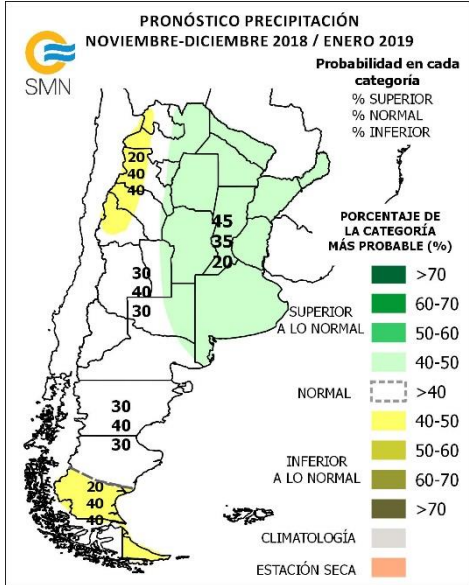 PRONÓSTICO PRECIPITACIÓN
NOVIEMBRE-DICIEMBRE 2018 / ENERO 2019
SMN
Probabilidad en cada
categoría
% SUPERIOR
% NORMAL
% INFERIOR
20
40
40
45
35
20
30
40
30
30
40
30
20
40
40
PORCENTAJE DE
LA CATEGORÍA
MÁS PROBABLE (%)
SUPERIOR
A LO NORMAL
>70
60-70
50-60
40-50
NORMAL
>40
INFERIOR
A LO NORMAL
40-50
50-60
60-70
>70
CLIMATOLOGÍA
ESTACIÓN SECA